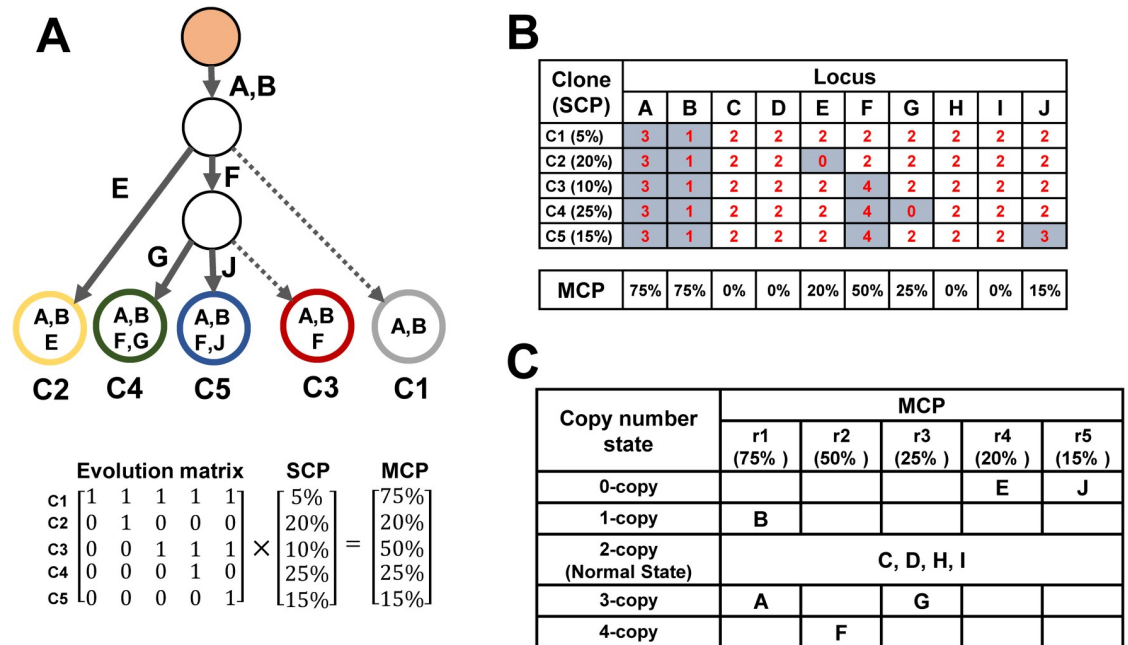 A
A,B
E
F
G
J
A,B
E
A,B
F,G
A,B
F,J
A,B
F
A,B
C2
C4
C5
C3
C1
Evolution matrix SCP MCP
C1 1 1 1 1 1 5% 75%
C2 0 1 0 0 0 20% 20%
C3 0 0 1 1 1 × 10% = 50%
C4 0 0 0 1 0 25% 25%
C5 0 0 0 0 1 15% 15%
B
Clone (SCP) Locus
A B C D E F G H I J
C1 (5%) 3 1 2 2 2 2 2 2 2 2
C2 (20%) 3 1 2 2 0 2 2 2 2 2
C3 (10%) 3 1 2 2 2 4 2 2 2 2
C4 (25%) 3 1 2 2 2 4 0 2 2 2
C5 (15%) 3 1 2 2 2 4 2 2 2 3
MCP 75% 75% 0% 0% 20% 50% 25% 0% 0% 15%
C
Copy number state MCP
r1 (75% ) r2 (50% ) r3 (25% ) r4 (20% ) r5 (15% )
0-copy E J
1-copy B
2-copy (Normal State) C, D, H, I
3-copy A G
4-copy F